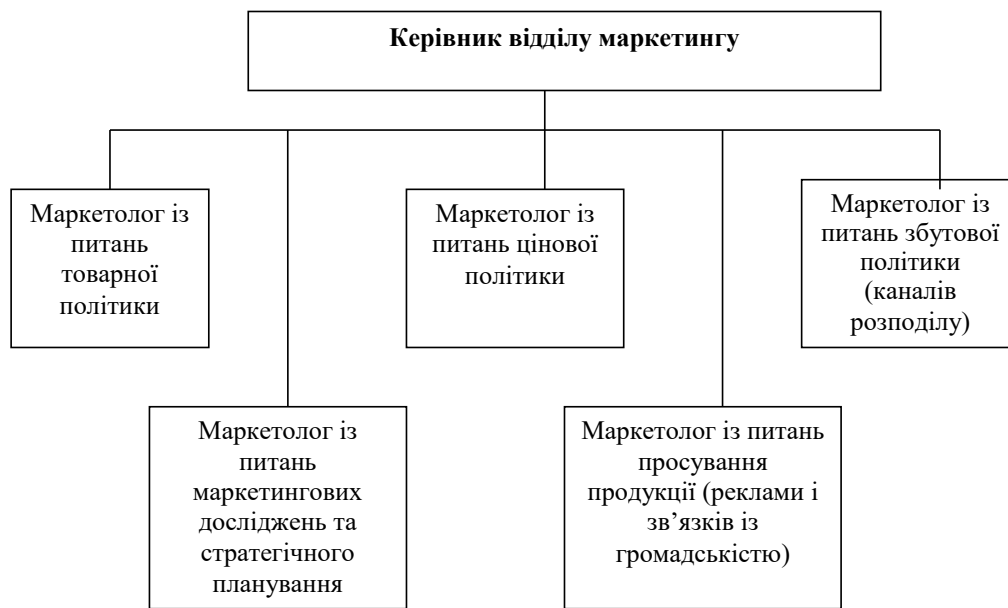 Керівник відділу маркетингу
Маркетолог із
питань
товарної
політики
Маркетолог із
питань цінової
політики
Маркетолог із
питань збутової
політики
(каналів
розподілу)
Маркетолог із
питань
маркетингових
досліджень та
стратегічного
планування
Маркетолог із питань
просування
продукції (реклами і
зв’язків із
громадськістю)